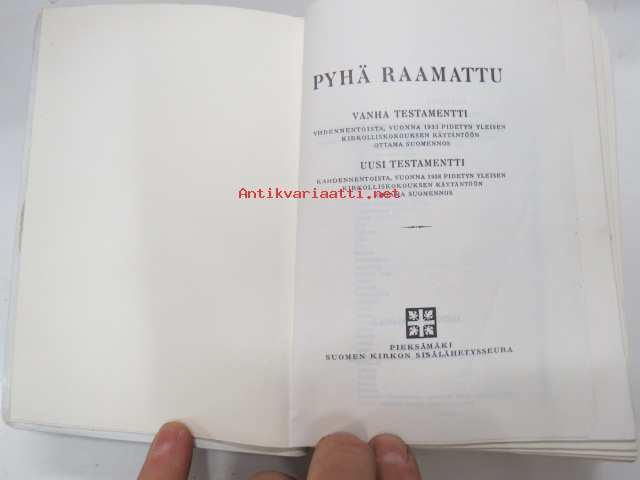 PYHÄ RAAMATTU
VANHA TESTAMENTTI
YHDENNENTOISTA, VUONNA 1933 PIDETYN YLEISEN
KIRKOLLISKOKOUKSEN KÄYTÄNTÖÖN
OTTAMA SUOMENNOS
UUSI TESTAMENTTI
KAHDENNENTOISTA, VUONNA 1938 PIDETYN YLEISEN
KIRKOLLISKOKOUKSEN KÄYTÄNTÖÖN
SUOMENNOS
Antikvariaatti.net
PIEKSÄMÄKI
SUOMEN KIRKON SISÄLÄHETYSSEURA